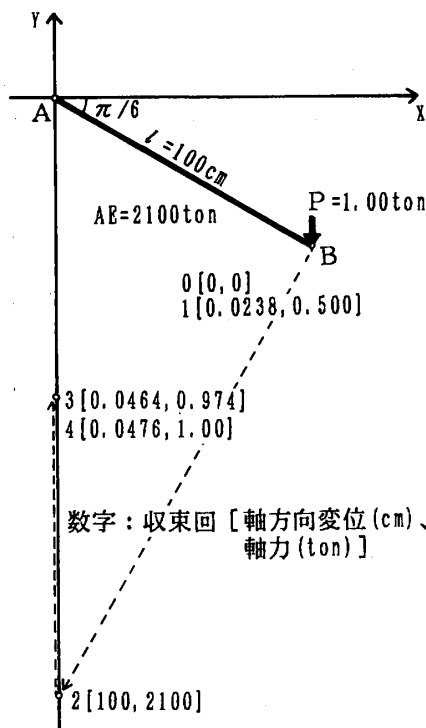 Y
A
π/6
X
ℓ=100cm
AE=2100ton
P=1.00ton
B
0[0,0]
1[0.0238,0.500]
3[0.0464,0.974]
4[0.0476,1.00]
数字:収束回[軸方向変位(cm)、
軸力(ton)]
2[100,2100]